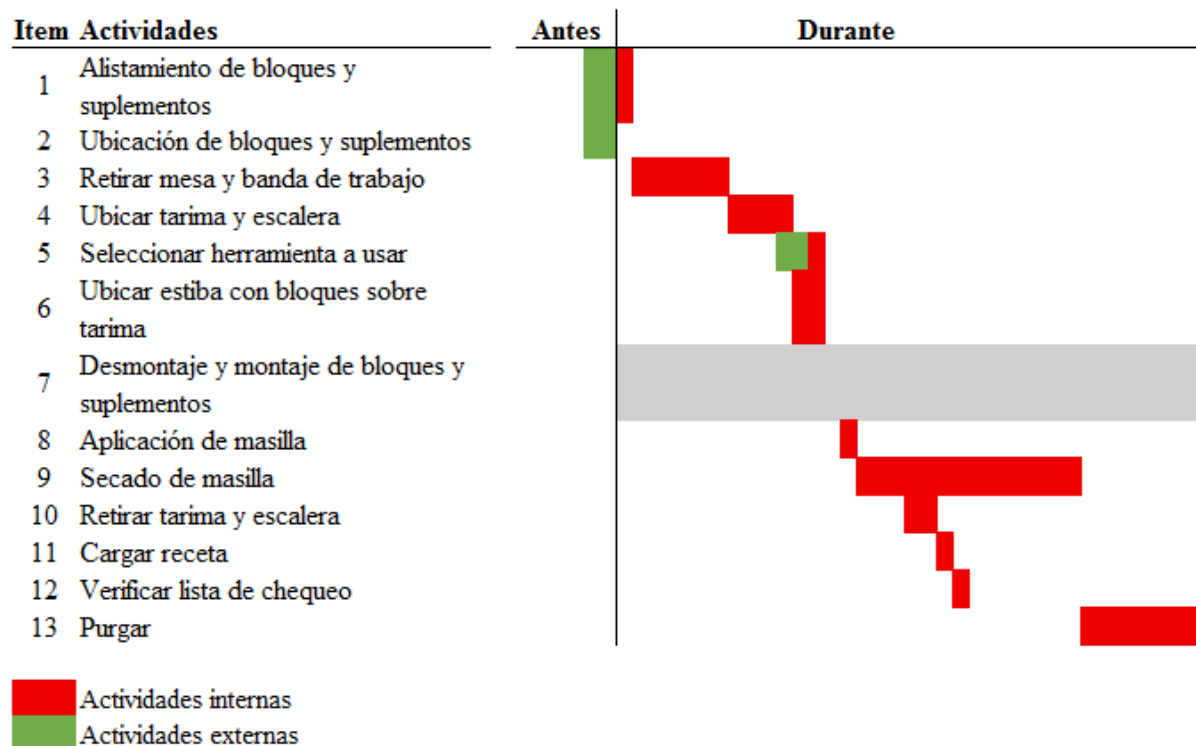 Item Actividades Antes Durante
1 Alistamiento de bloques y
suplementos
2 Ubicación de bloques y suplementos
3 Retirar mesa y banda de trabajo
4 Ubicar tarima y escalera
5 Seleccionar herramienta a usar
6 Ubicar estiba con bloques sobre
tarima
7 Desmontaje y montaje de bloques y
suplementos
8 Aplicación de masilla
9 Secado de masilla
10 Retirar tarima y escalera
11 Cargar receta
12 Verificar lista de chequeo
13 Purgar
Actividades internas
Actividades externas